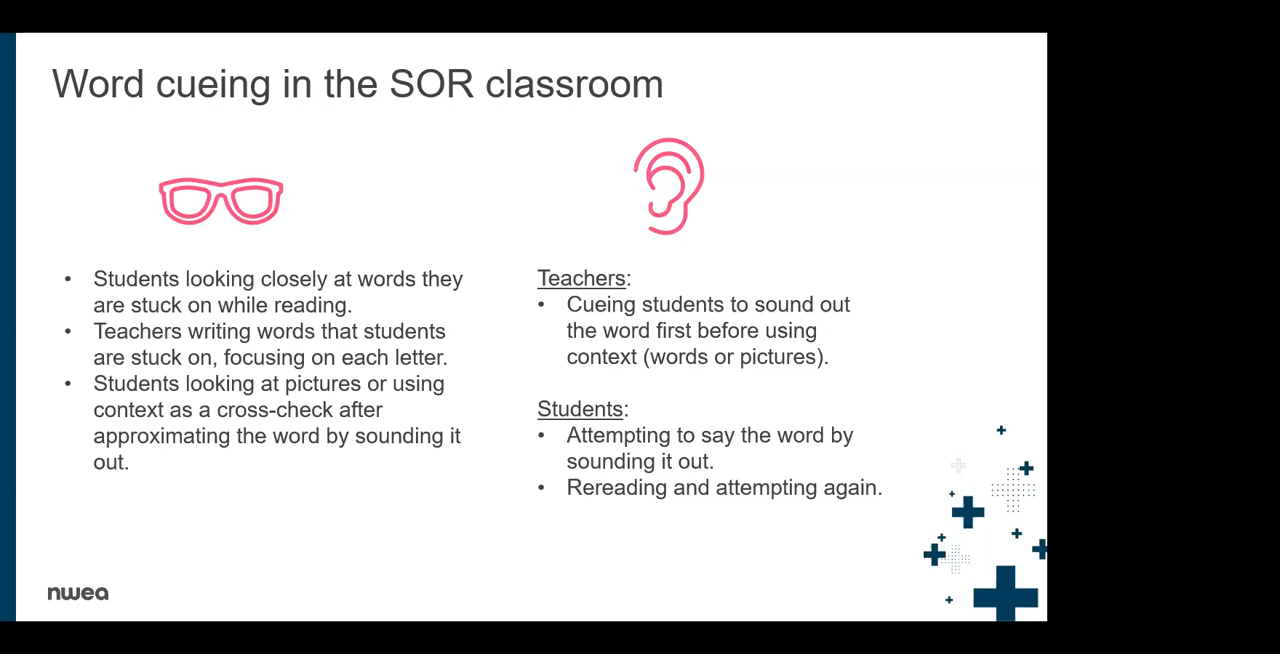 Word cueing in the SOR classroom
• Students looking closely at words they
are stuck on while reading.
• Teachers writing words that students
are stuck on, focusing on each letter.
• Students looking at pictures or using
context as a cross-check after
approximating the word by sounding it
out.
Teachers:
• Cueing students to sound out
the word first before using
context (words or pictures).
Students:
• Attempting to say the word by
sounding it out.
• Rereading and attempting again.
nwea